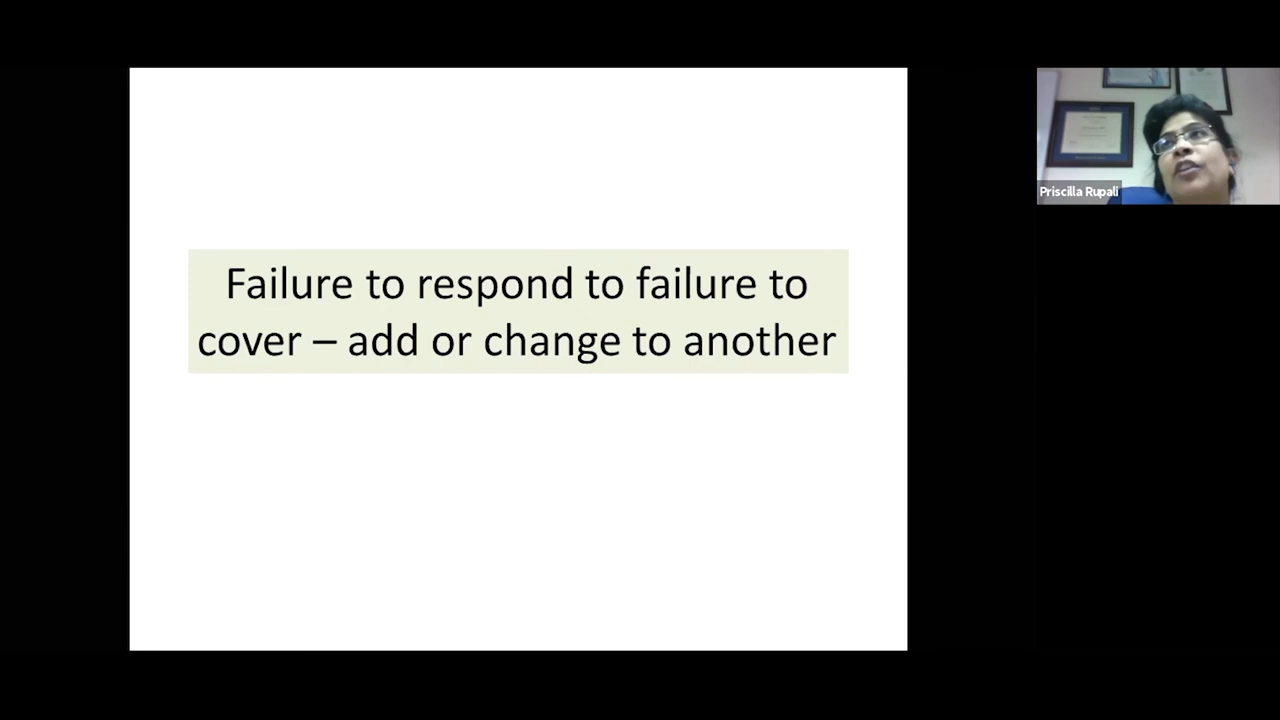 Failure to respond to failure to
cover – add or change to another
Priscilla Rupali